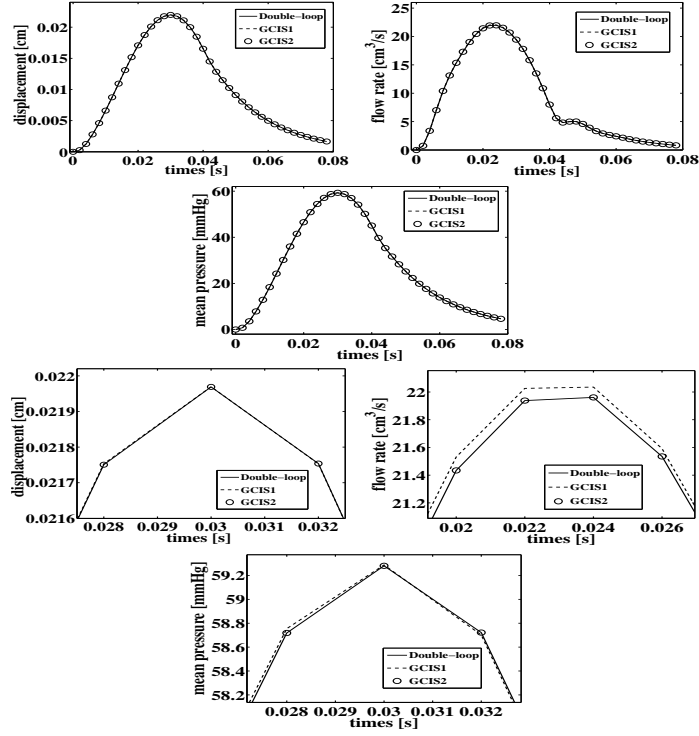 displacement [cm]
0.02
0.015
0.01
0.005
0
Double−loop
GCIS1
GCIS2
0 0.02 0.04 0.06 0.08
times [s]
flow rate [cm3/s]
25
20
15
10
5
0
Double−loop
GCIS1
GCIS2
0 0.02 0.04 0.06 0.08
times [s]
mean pressure [mmHg]
60
40
20
0
Double−loop
GCIS1
GCIS2
0 0.02 0.04 0.06 0.08
times [s]
displacement [cm]
0.022
0.0219
0.0218
0.0217
0.0216
Double−loop
GCIS1
GCIS2
0.028 0.029 0.03 0.031 0.032
times [s]
flow rate [cm3/s]
22
21.8
21.6
21.4
21.2
Double−loop
GCIS1
GCIS2
0.02 0.022 0.024 0.026
times [s]
mean pressure [mmHg]
59.2
59
58.8
58.6
58.4
58.2
Double−loop
GCIS1
GCIS2
0.028 0.029 0.03 0.031 0.032
times [s]